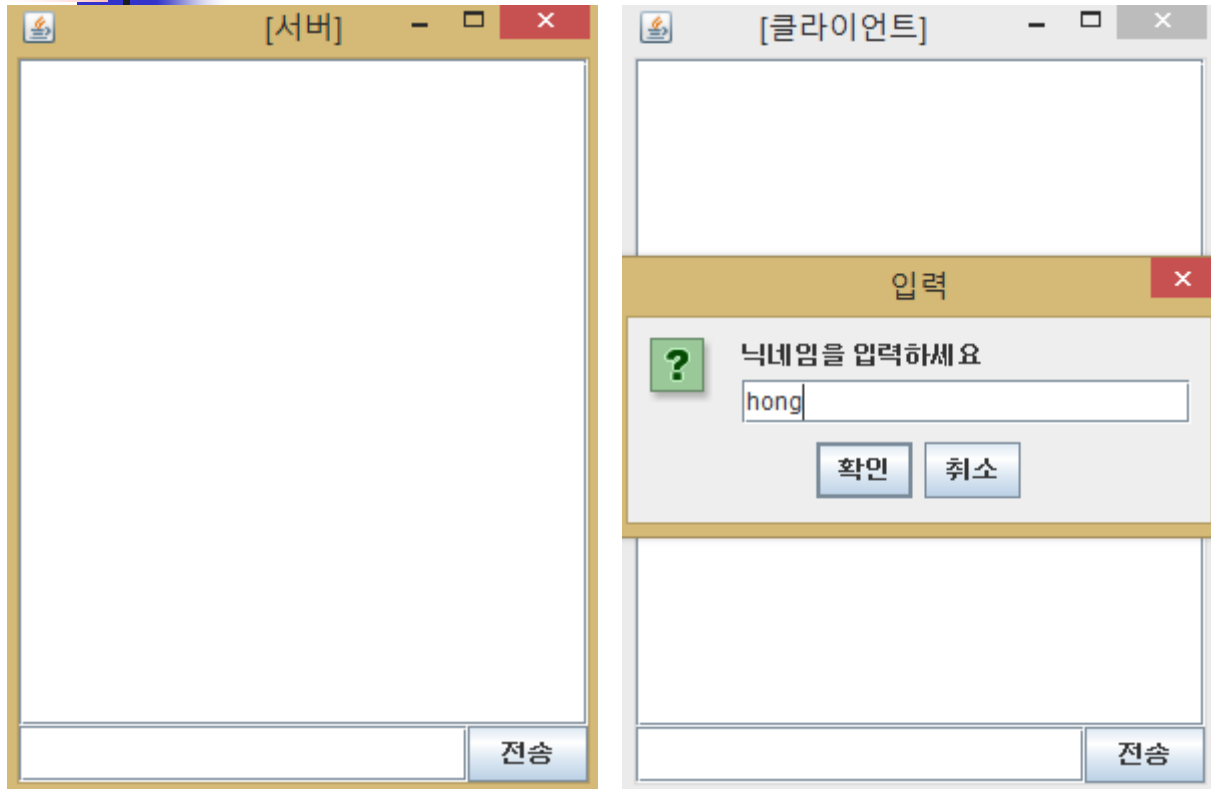 [서버]
전송
[클라이언트]
입력
닉네임을 입력하세요
hong
확인 취소
전송